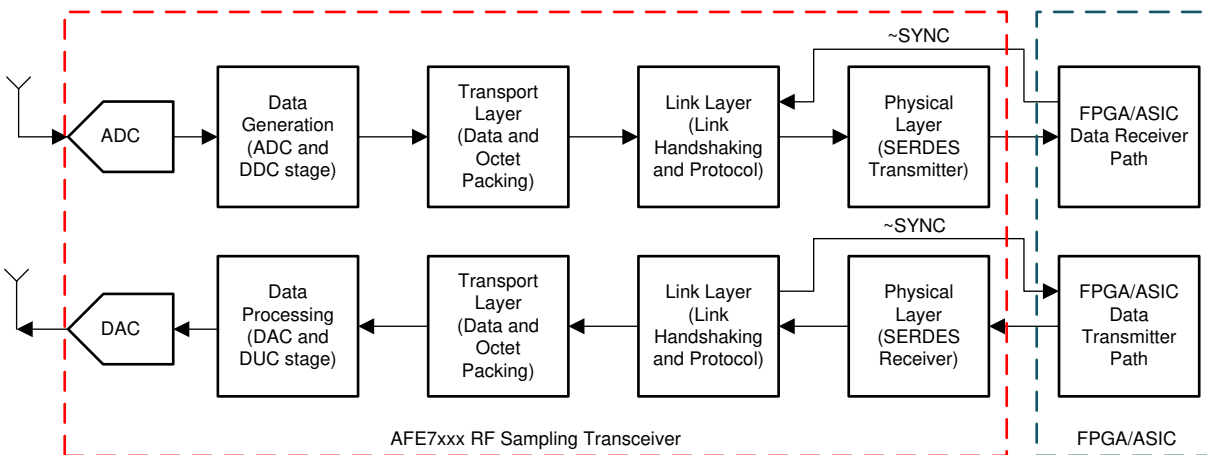 ~SYNC
ADC
Data
Generation
(ADC and
DDC stage)
Transport
Layer
(Data and
Octet
Packing)
Link Layer
(Link
Handshaking
and Protocol)
Physical
Layer
(SERDES
Transmitter)
FPGA/ASIC
Data Receiver
Path
~SYNC
DAC
Data
Processing
(DAC and
DUC stage)
Transport
Layer
(Data and
Octet
Packing)
Link Layer
(Link
Handshaking
and Protocol)
Physical
Layer
(SERDES
Receiver)
FPGA/ASIC
Data
Transmitter
Path
AFE7xxx RF Sampling Transceiver
FPGA/ASIC